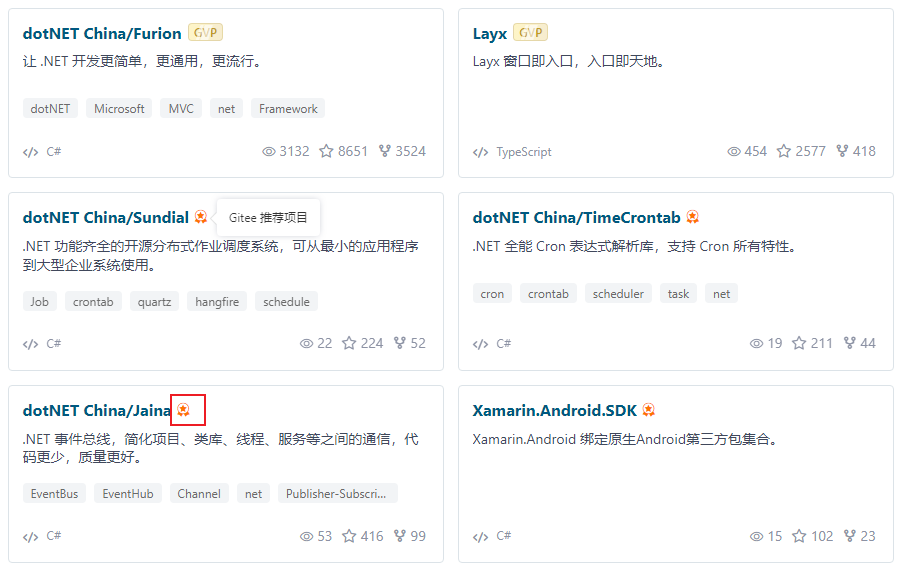 dotNET China/Furion GVP
让 .NET 开发更简单，更通用，更流行。
dotNET Microsoft MVC net Framework
C# 3132 8651 3524
Layx GVP
Layx 窗口即入口，入口即天地。
TypeScript 454 2577 418
dotNET China/Sundial Gitee 推荐项目
.NET 功能齐全的开源分布式作业调度系统，可从最小的应用程序
到大型企业系统使用。
Job crontab quartz hangfire schedule
C# 22 224 52
dotNET China/TimeCrontab
.NET 全能 Cron 表达式解析库，支持 Cron 所有特性。
cron crontab scheduler task net
C# 19 211 44
dotNET China/Jaina
.NET 事件总线，简化项目、类库、线程、服务等之间的通信，代
码更少，质量更好。
EventBus EventHub Channel net Publisher-Subscri...
C# 53 416 99
Xamarin.Android.SDK
Xamarin.Android 绑定原生Android第三方包集合。
C# 15 102 23